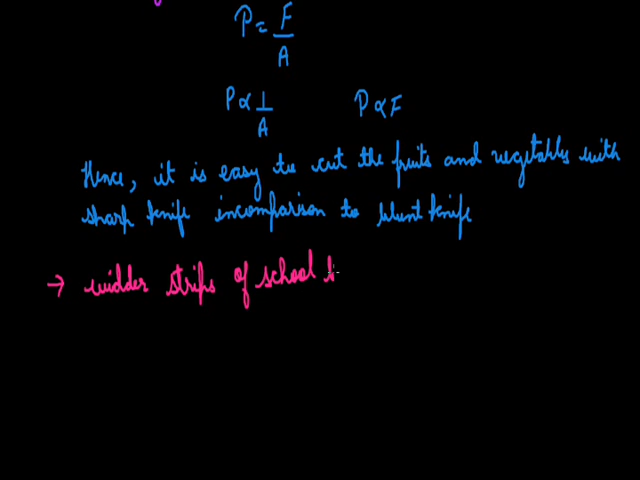 P = F/A
P ∝ 1/A P ∝ F
Hence, it is easy to cut the fruits and vegetably with
sharp knife incomparison to blunt knife
→ widder strips of school